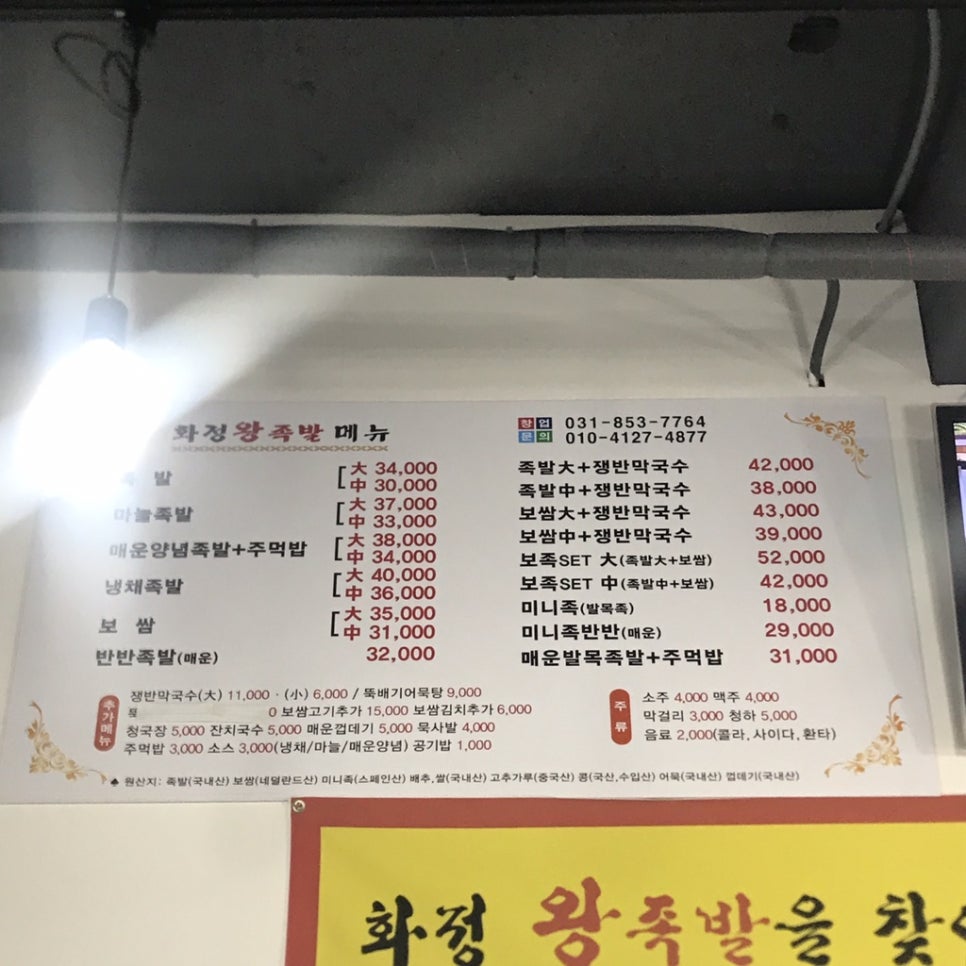 화정왕족발 메뉴
창업 문의 031-853-7764
010-4127-4877
족 발 大 34,000
中 30,000
마늘족발 大 37,000
中 33,000
매운양념족발+주먹밥 大 38,000
中 34,000
냉채족발 大 40,000
中 36,000
보 쌈 大 35,000
中 31,000
반반족발(매운) 32,000
족발大+쟁반막국수 42,000
족발中+쟁반막국수 38,000
보쌈大+쟁반막국수 43,000
보쌈中+쟁반막국수 39,000
보족SET 大(족발大+보쌈) 52,000
보족SET 中(족발中+보쌈) 42,000
미니족(발목족) 18,000
미니족반반(매운) 29,000
매운발목족발+주먹밥 31,000
추가메뉴
쟁반막국수(大) 11,000 · (小) 6,000 / 뚝배기어묵탕 9,000
0 보쌈고기추가 15,000 보쌈김치추가 6,000
청국장 5,000 잔치국수 5,000 매운껍데기 5,000 묵사발 4,000
주먹밥 3,000 소스 3,000(냉채/마늘/매운양념) 공기밥 1,000
주류
소주 4,000 맥주 4,000
막걸리 3,000 청하 5,000
음료 2,000(콜라, 사이다, 환타)
♠ 원산지: 족발(국내산) 보쌈(네덜란드산) 미니족(스페인산) 배추,쌀(국내산) 고추가루(중국산) 콩(국산,수입산) 어묵(국내산) 껍데기(국내산)
화정 왕족발을